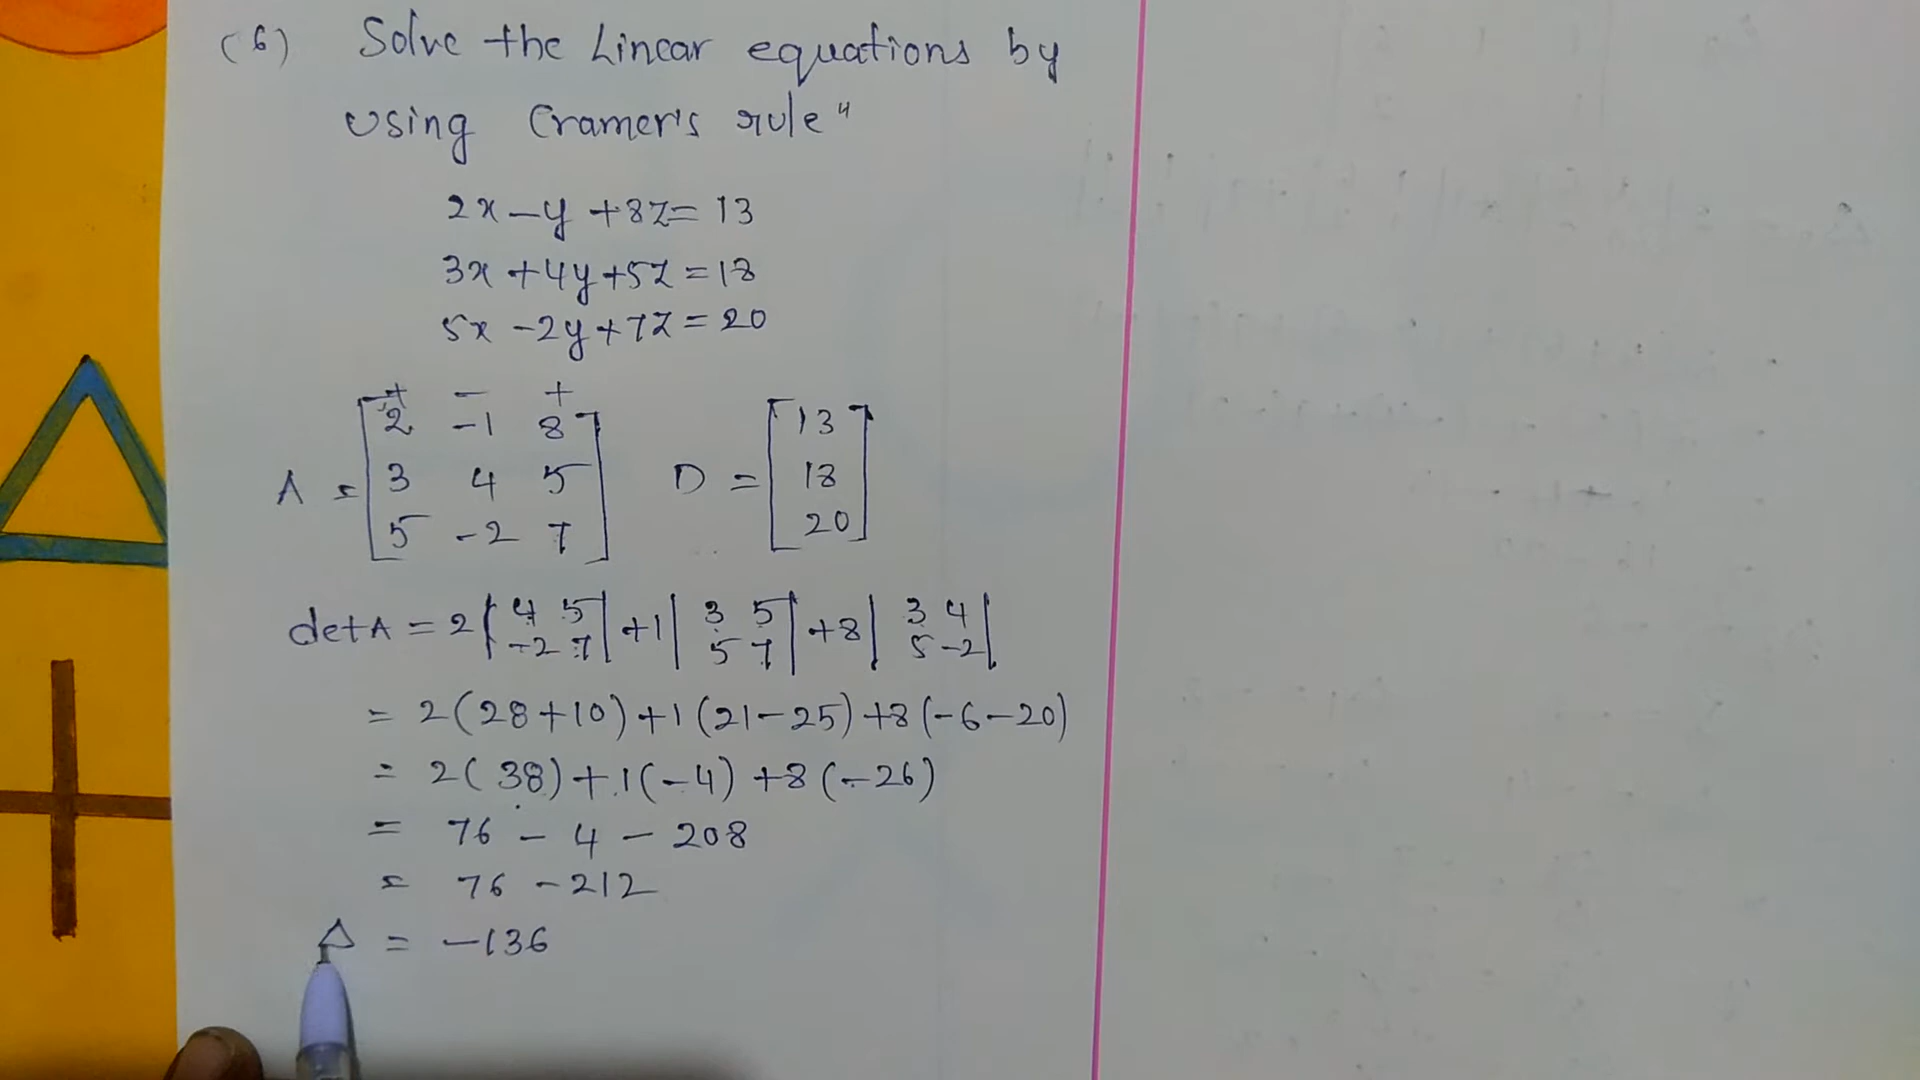 (6) Solve the Linear equations by
using Cramer's rule"
2x - y + 8z = 13
3x + 4y + 5z = 18
5x - 2y + 7z = 20
+ - +
A = [2 -1 8; 3 4 5; 5 -2 7] D = [13; 18; 20]
det A = 2 |4 5; -2 7| + 1 |3 5; 5 7| + 8 |3 4; 5 -2|
= 2(28+10) + 1(21-25) + 8(-6-20)
= 2(38) + 1(-4) + 8(-26)
= 76 - 4 - 208
= 76 - 212
Δ = -136